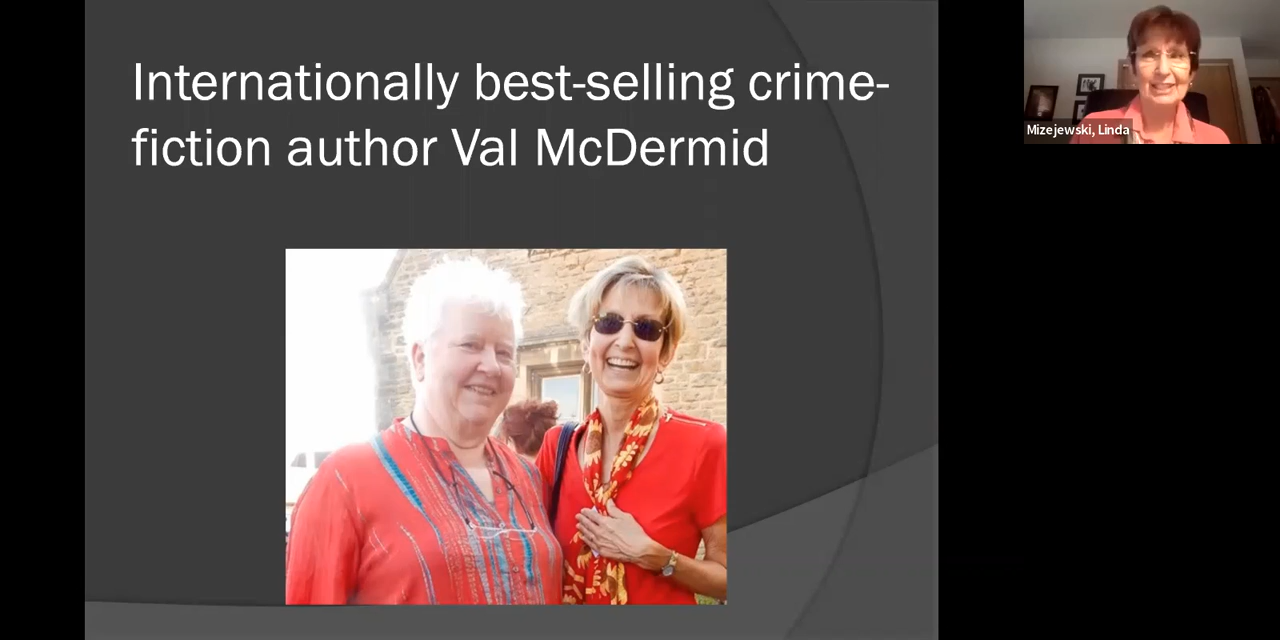 Internationally best-selling crime-
fiction author Val McDermid
Mizejewski, Linda